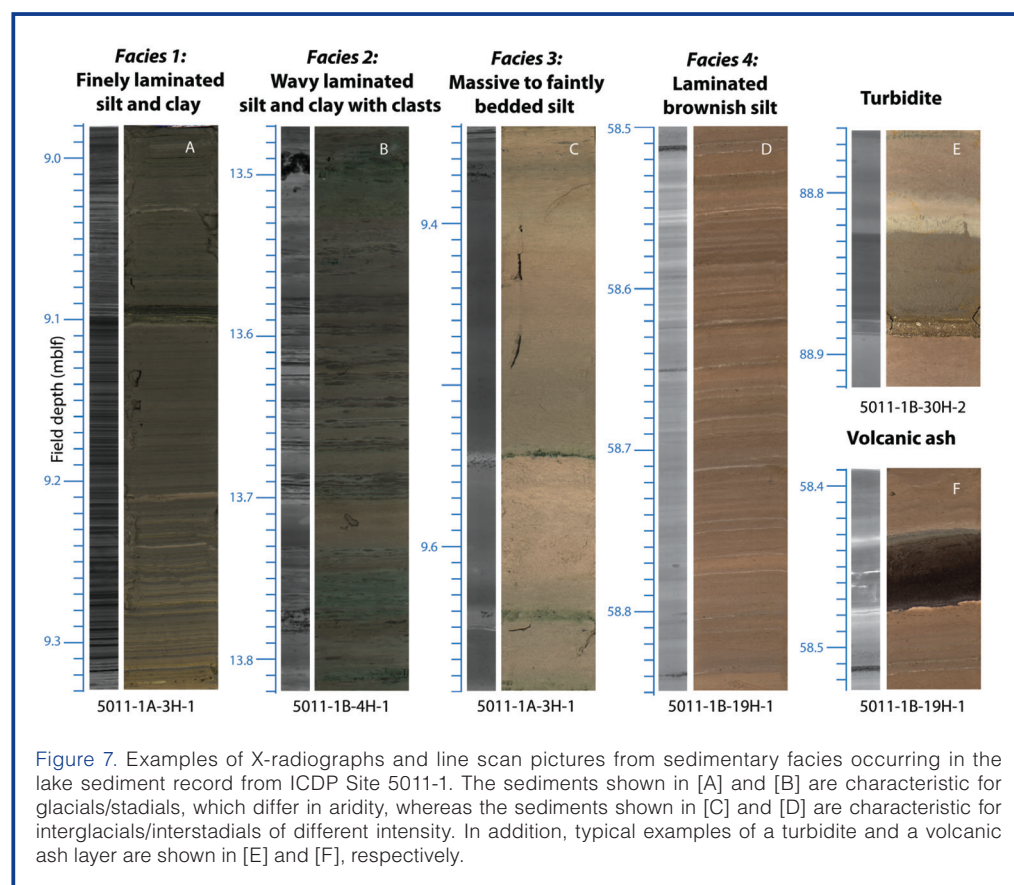 Facies 1:
Finely laminated
silt and clay
Facies 2:
Wavy laminated
silt and clay with clasts
Facies 3:
Massive to faintly
bedded silt
Facies 4:
Laminated
brownish silt
Turbidite
Field depth (mblf)
9.0
9.1
9.2
9.3
A
5011-1A-3H-1
13.5
13.6
13.7
13.8
B
5011-1B-4H-1
9.4
9.6
C
5011-1A-3H-1
58.5
58.6
58.7
58.8
D
5011-1B-19H-1
88.8
88.9
E
5011-1B-30H-2
Volcanic ash
58.4
58.5
F
5011-1B-19H-1
Figure 7. Examples of X-radiographs and line scan pictures from sedimentary facies occurring in the
lake sediment record from ICDP Site 5011-1. The sediments shown in [A] and [B] are characteristic for
glacials/stadials, which differ in aridity, whereas the sediments shown in [C] and [D] are characteristic for
interglacials/interstadials of different intensity. In addition, typical examples of a turbidite and a volcanic
ash layer are shown in [E] and [F], respectively.